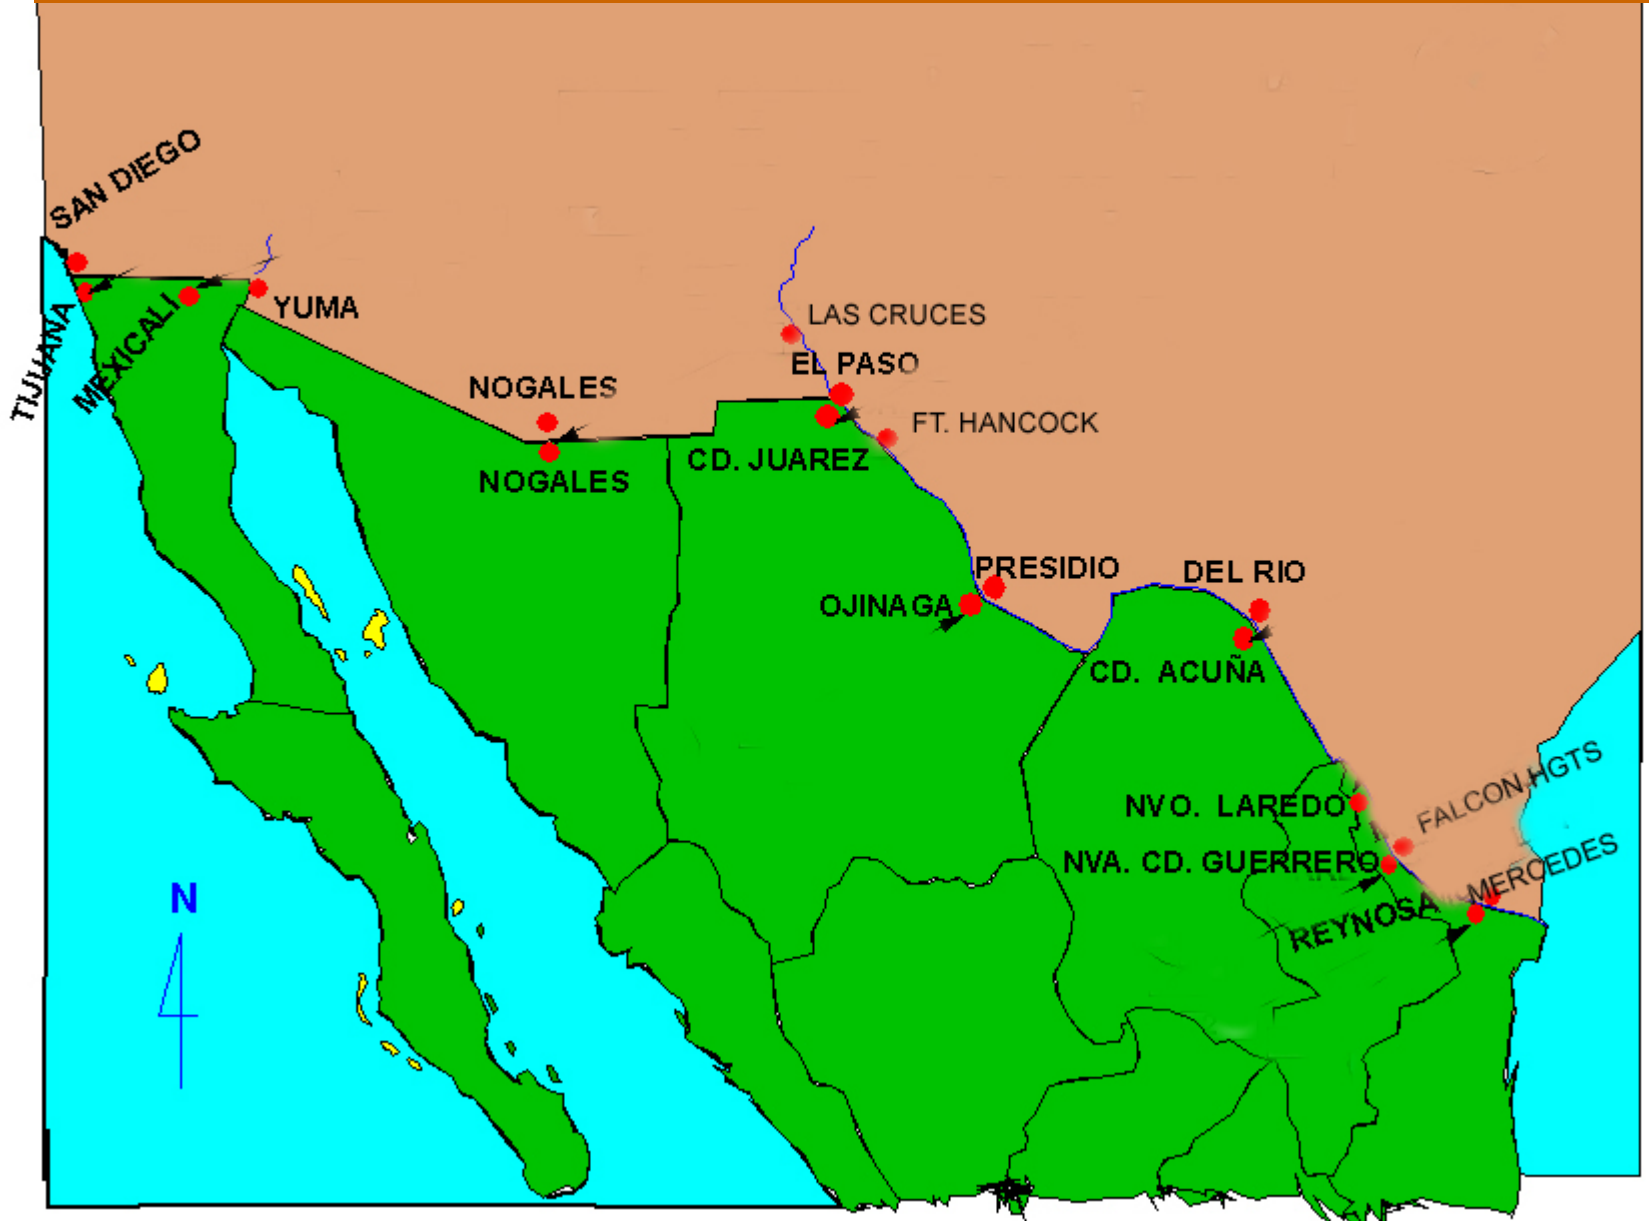 SAN DIEGO
TIJUANA
MEXICALI
YUMA
LAS CRUCES
EL PASO
NOGALES
FT. HANCOCK
CD. JUAREZ
NOGALES
PRESIDIO
DEL RIO
OJINAGA
CD. ACUÑA
FALCON HGTS
NVO. LAREDO
NVA. CD. GUERRERO
MERCEDES
REYNOSA
N